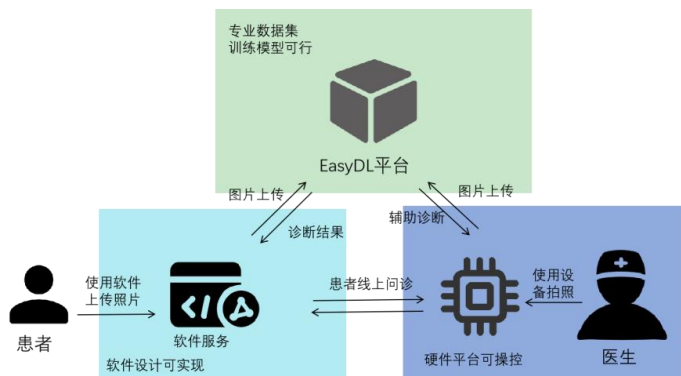 专业数据集
训练模型可行
EasyDL平台
图片上传
图片上传
诊断结果
辅助诊断
使用软件
上传照片
患者线上问诊
使用设
备拍照
患者
软件服务
软件设计可实现
硬件平台可操控
医生